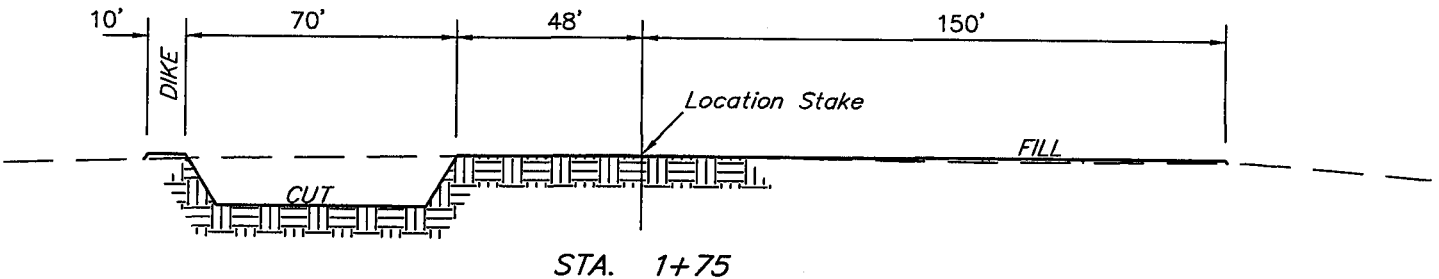 10' 70' 48' 150'
DIKE
Location Stake
FILL
CUT
STA. 1+75